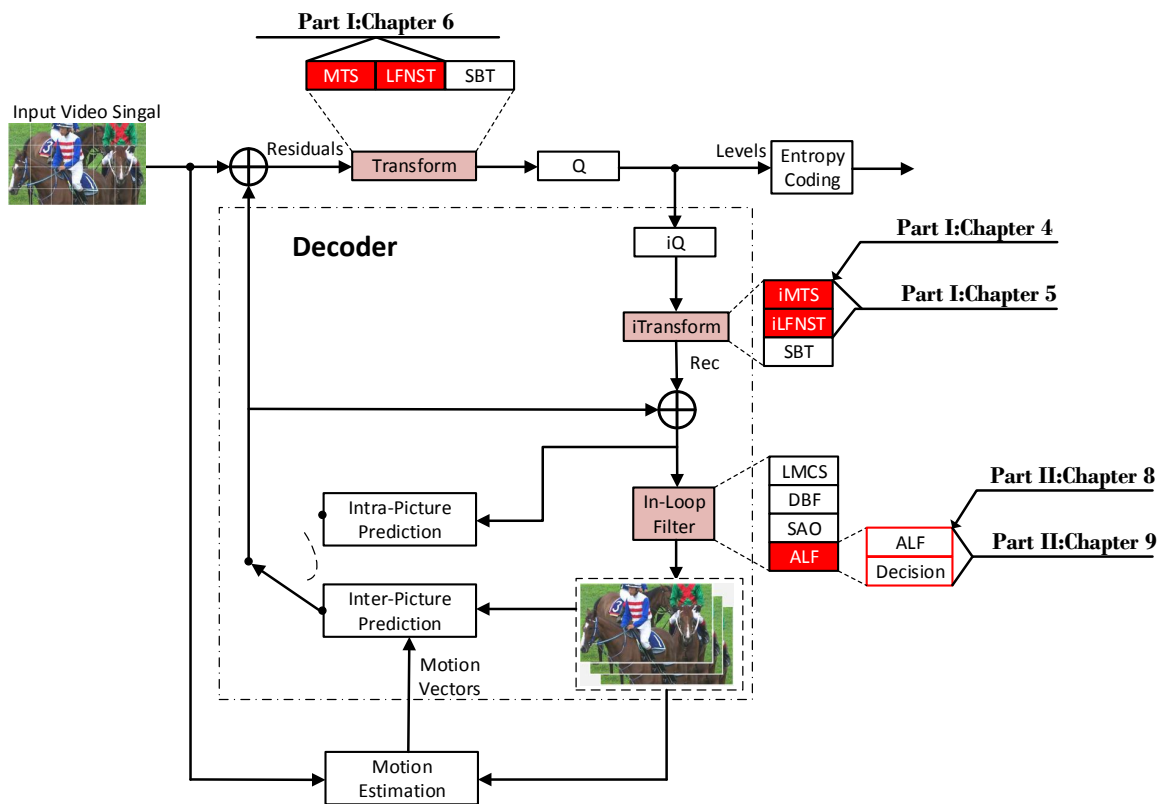 Part I:Chapter 6
MTS
LFNST
SBT
Input Video Singal
Residuals
Transform
Q
Levels
Entropy
Coding
Decoder
iQ
Part I:Chapter 4
iMTS
Part I:Chapter 5
iLFNST
iTransform
SBT
Rec
LMCS
Part II:Chapter 8
Intra-Picture
Prediction
In-Loop
Filter
DBF
SAO
ALF
ALF
Part II:Chapter 9
Decision
Inter-Picture
Prediction
Motion
Vectors
Motion
Estimation